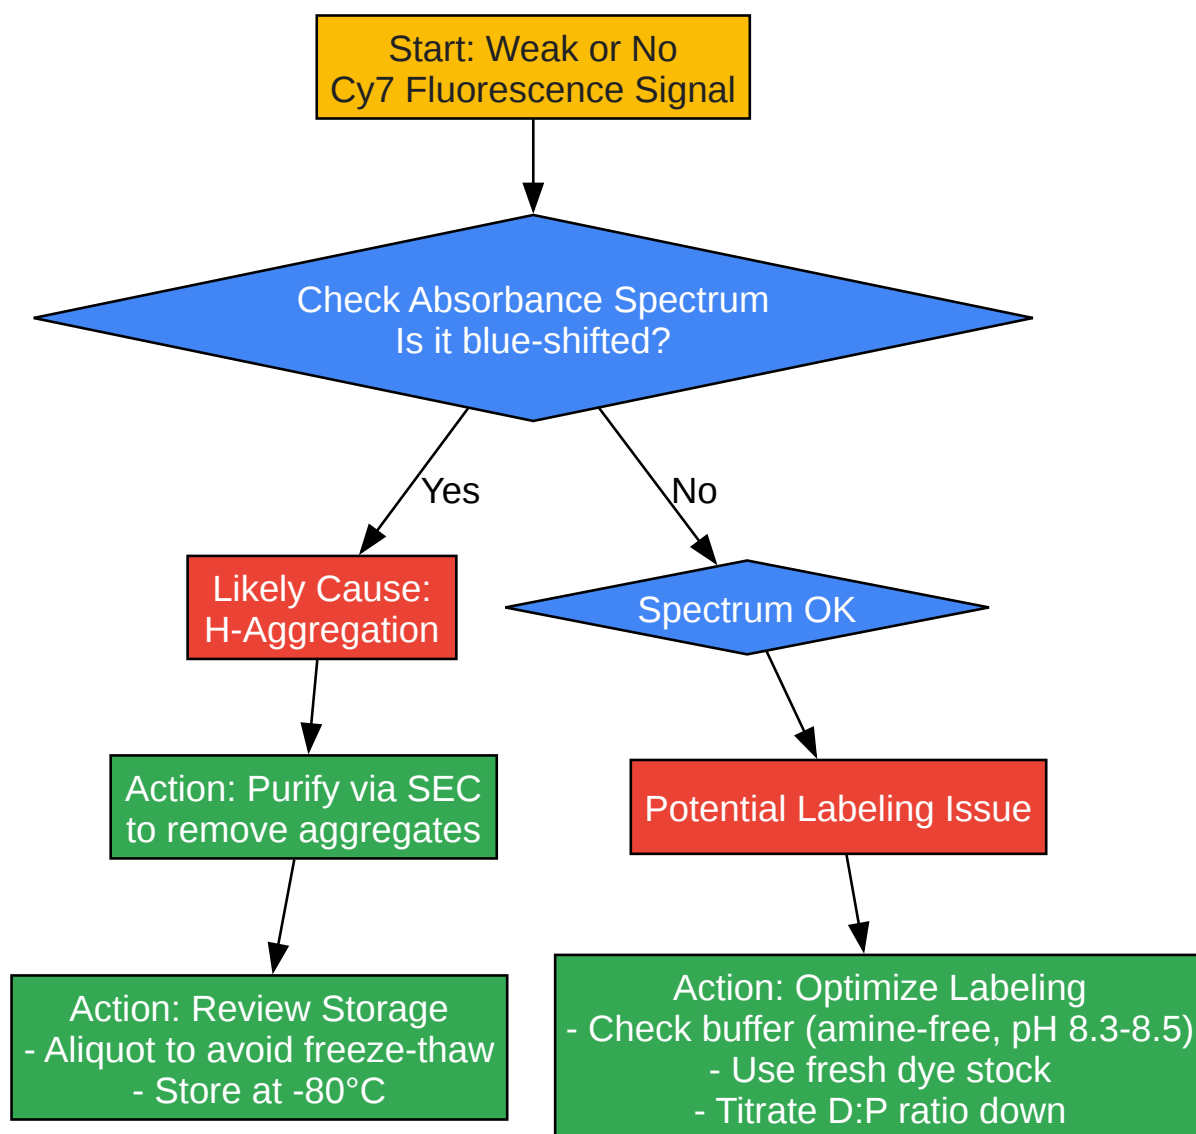 Start: Weak or No
Cy7 Fluorescence Signal
Check Absorbance Spectrum
Is it blue-shifted?
Yes
No
Likely Cause:
H-Aggregation
Spectrum OK
Action: Purify via SEC
to remove aggregates
Potential Labeling Issue
Action: Review Storage
- Aliquot to avoid freeze-thaw
- Store at -80°C
Action: Optimize Labeling
- Check buffer (amine-free, pH 8.3-8.5)
- Use fresh dye stock
- Titrate D:P ratio down